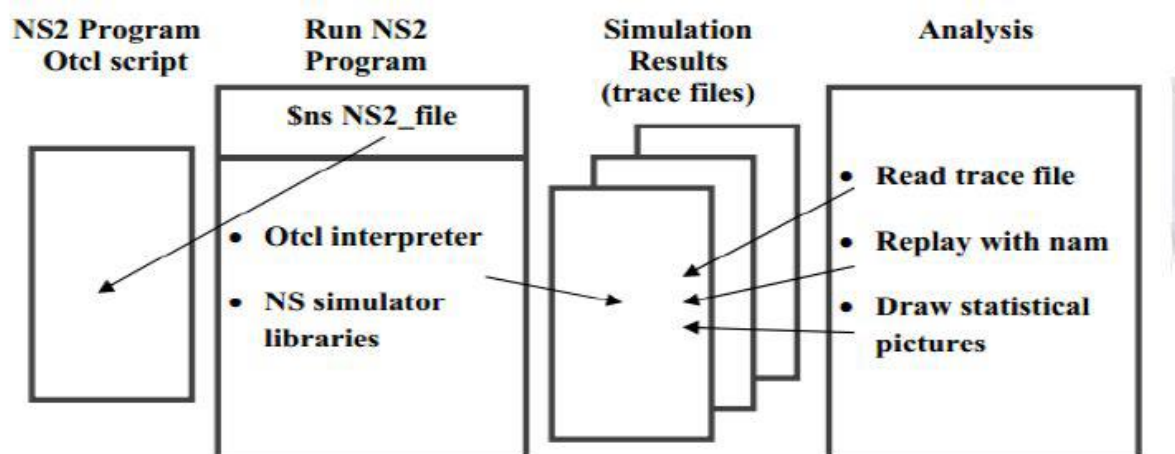 NS2 Program
Otcl script
Run NS2
Program
Simulation
Results
(trace files)
Analysis
$ns NS2_file
• Otcl interpreter
• NS simulator
libraries
• Read trace file
• Replay with nam
• Draw statistical
pictures